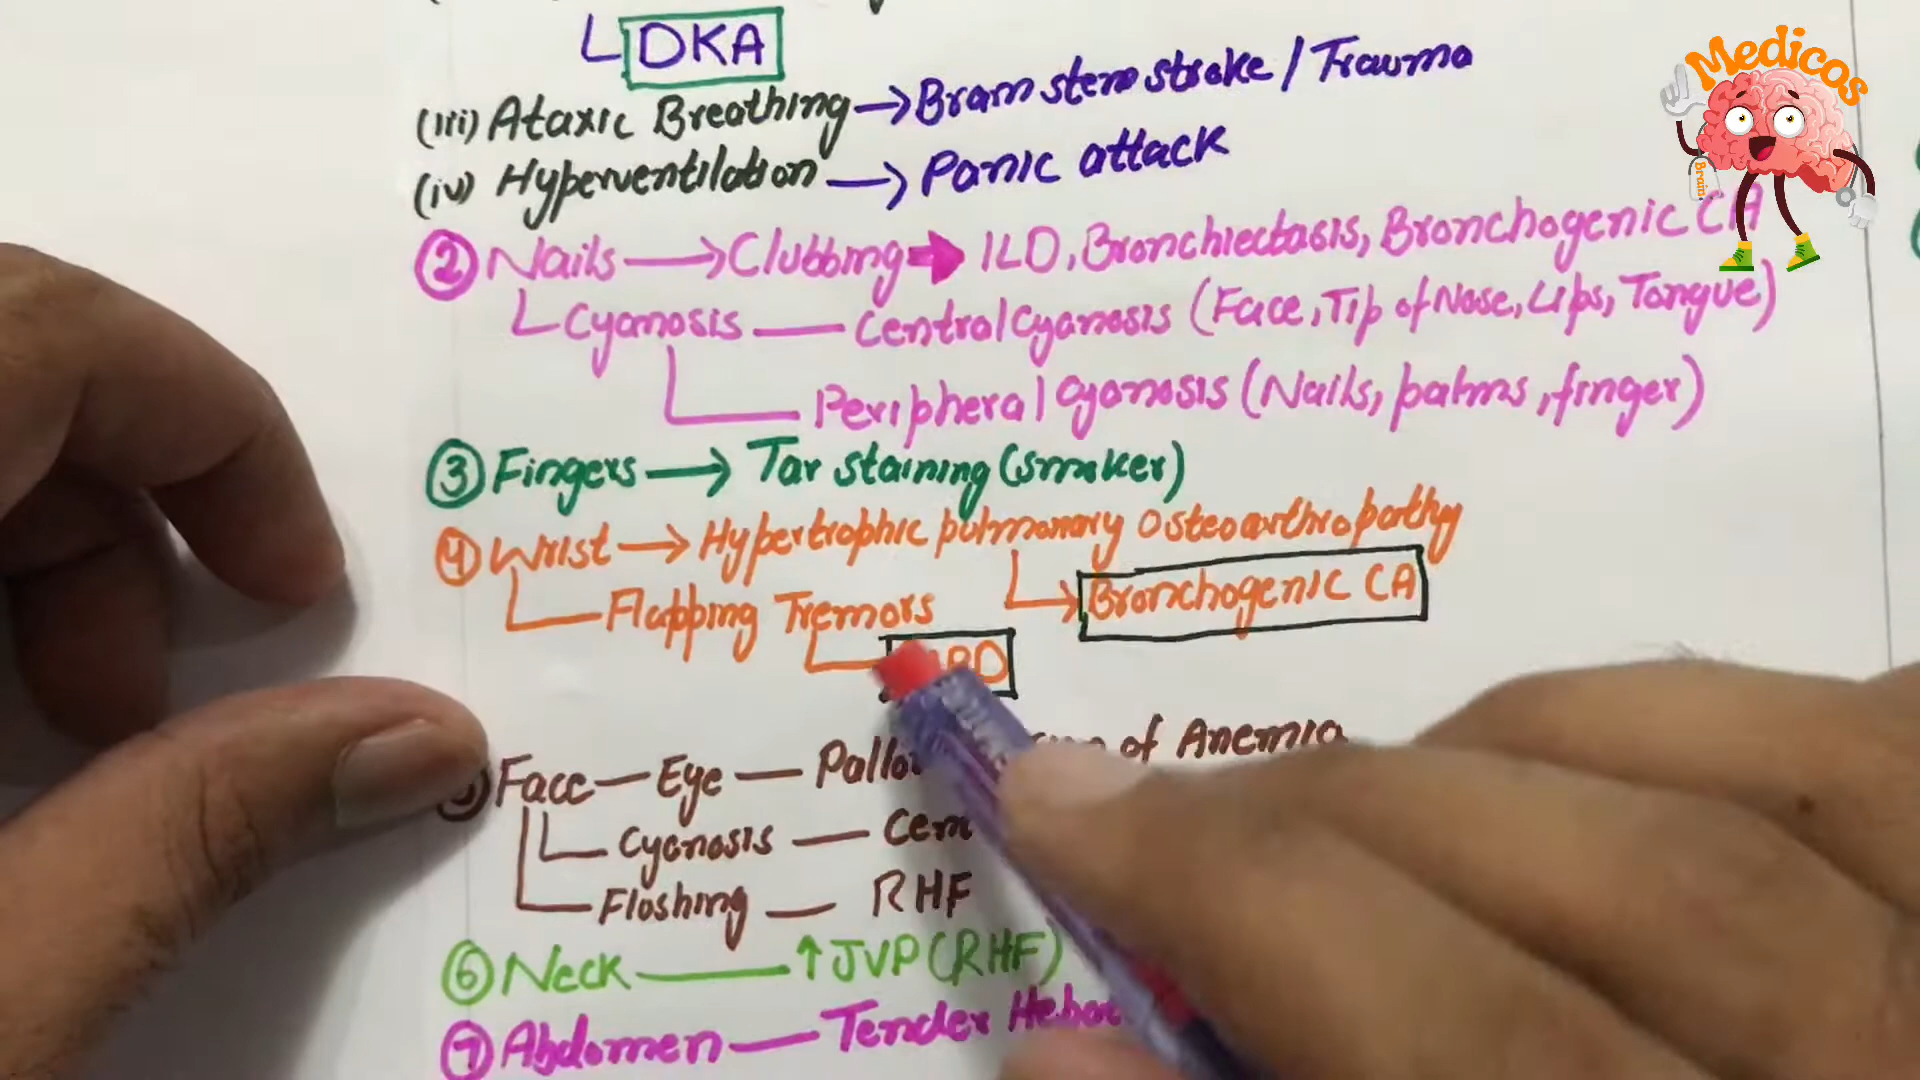 DKA
(iii) Ataxic Breathing → Brain stem stroke / Trauma
(iv) Hyperventilation → Panic attack
② Nails → Clubbing → ILD, Bronchiectasis, Bronchogenic CA
Cyanosis — Central Cyanosis (Face, Tip of Nose, Lips, Tongue)
Peripheral Cyanosis (Nails, palms, finger)
③ Fingers → Tar staining (smoker)
④ Wrist → Hypertrophic pulmonary Osteoarthropathy
→ Bronchogenic CA
Flapping Tremors
Face — Eye — of Anemia
Cyanosis —
Floshing — RHF
⑥ Neck — ↑ JVP (RHF)
⑦ Abdomen — Tender
Medicos
Brain